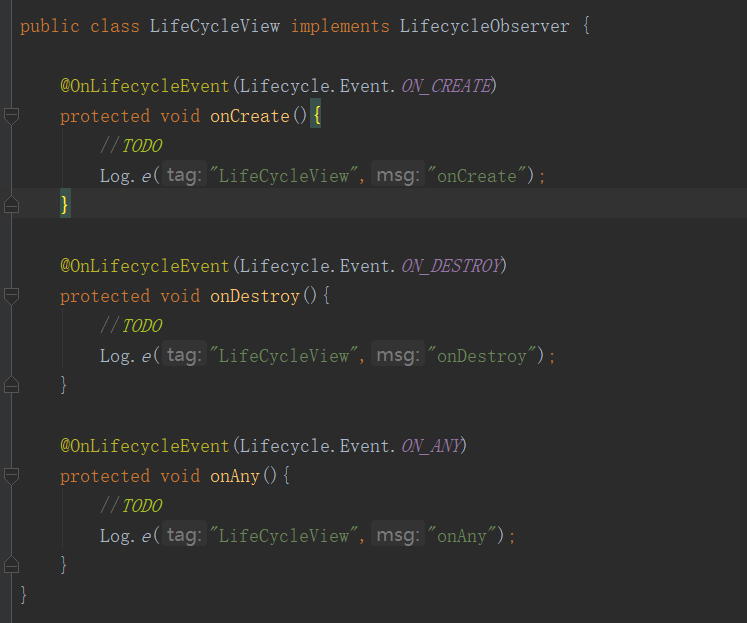 public class LifeCycleView implements LifecycleObserver {
@OnLifecycleEvent(Lifecycle.Event.ON_CREATE)
protected void onCreate(){
//TODO
Log.e( tag: "LifeCycleView", msg: "onCreate");
}
@OnLifecycleEvent(Lifecycle.Event.ON_DESTROY)
protected void onDestroy(){
//TODO
Log.e( tag: "LifeCycleView", msg: "onDestroy");
}
@OnLifecycleEvent(Lifecycle.Event.ON_ANY)
protected void onAny(){
//TODO
Log.e( tag: "LifeCycleView", msg: "onAny");
}
}